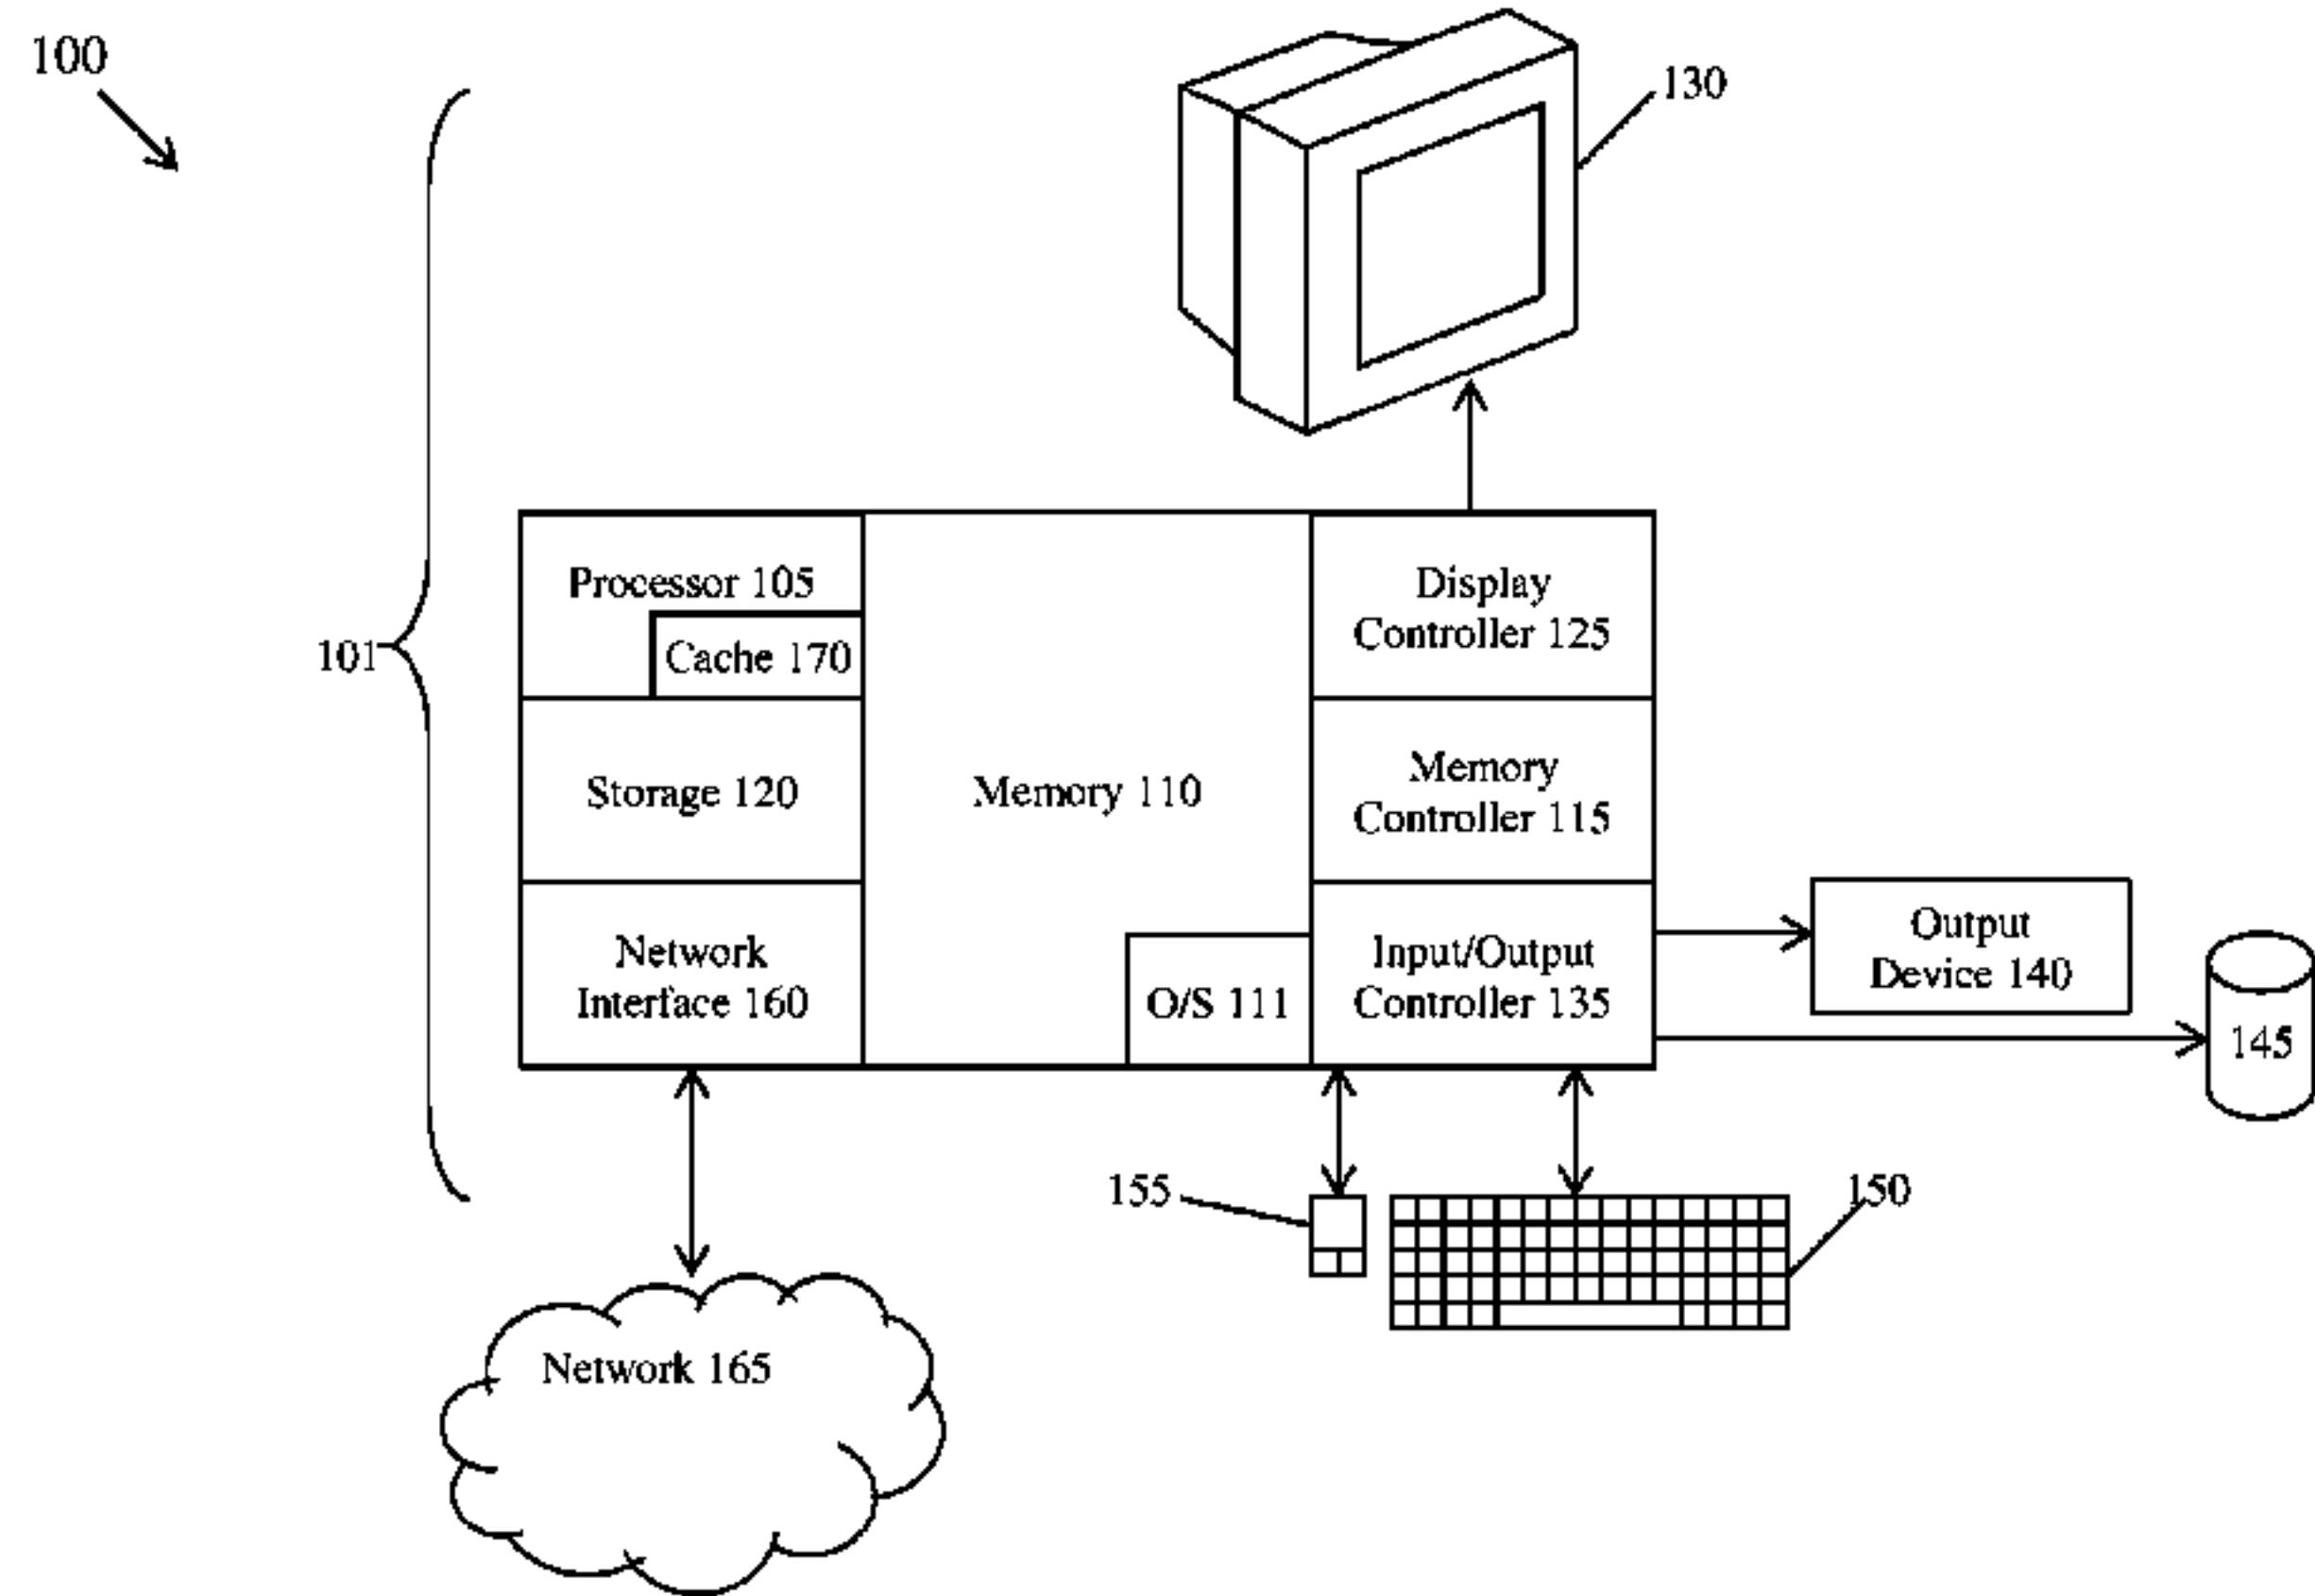 100
130
101
Processor 105
Cache 170
Display
Controller 125
Storage 120
Memory 110
Memory
Controller 115
Network
Interface 160
O/S 111
Input/Output
Controller 135
Output
Device 140
145
155
150
Network 165